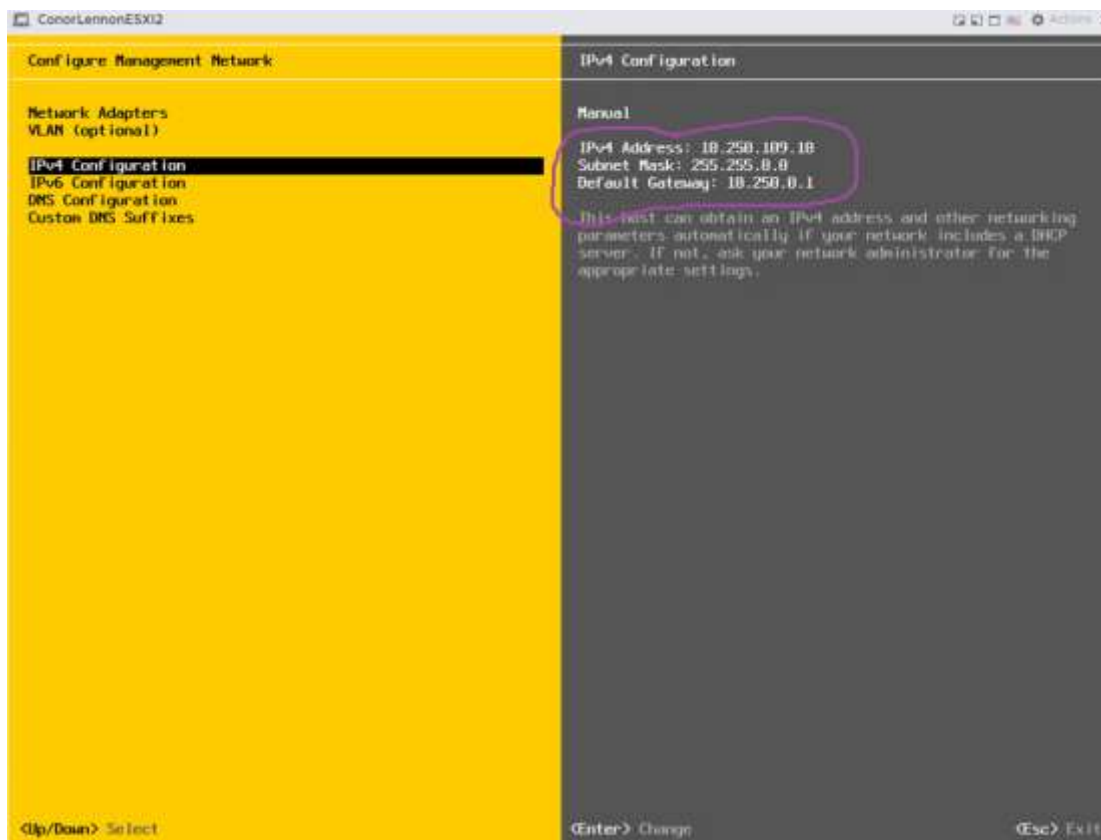 ConorLennonESXI2
Actions
Configure Management Network
IPv4 Configuration
Network Adapters
VLAN (optional)
IPv4 Configuration
IPv6 Configuration
DNS Configuration
Custom DNS Suffixes
Manual
IPv4 Address: 10.250.109.10
Subnet Mask: 255.255.0.0
Default Gateway: 10.250.0.1
This host can obtain an IPv4 address and other networking
parameters automatically if your network includes a DHCP
server. If not, ask your network administrator for the
appropriate settings.
<Up/Down> Select
<Enter> Change
<Esc> Exit